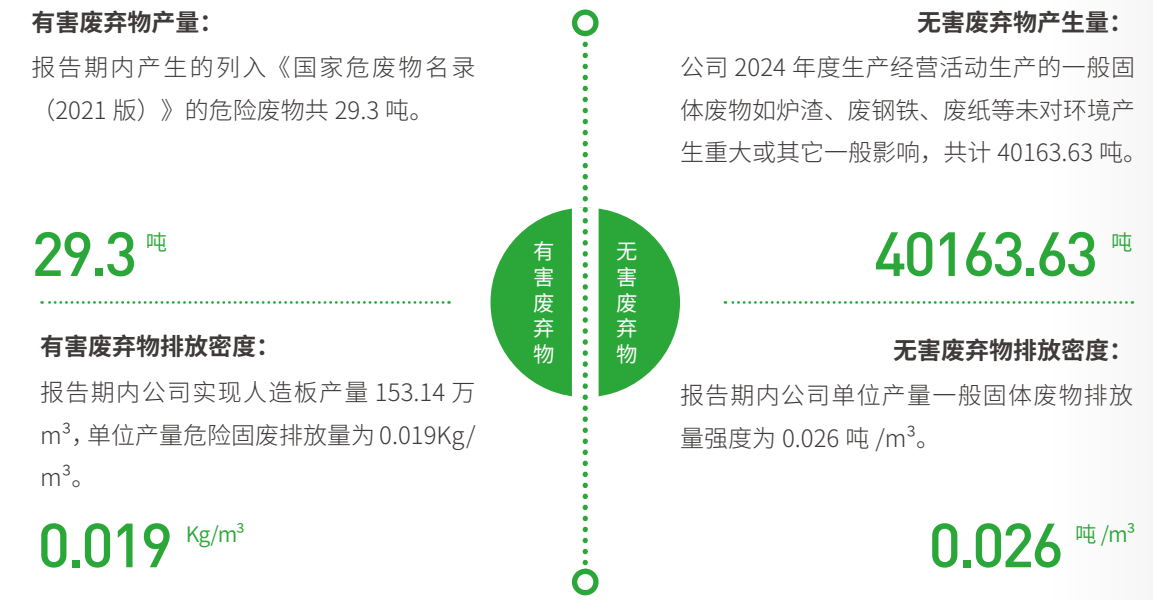 有害废弃物产量：
报告期内产生的列入《国家危废物名录
（2021 版）》的危险废物共 29.3 吨。
29.3 吨
有害废弃物排放密度：
报告期内公司实现人造板产量 153.14 万
m³，单位产量危险固废排放量为 0.019Kg/
m³。
0.019 Kg/m³
有害废弃物
无害废弃物
无害废弃物产生量：
公司 2024 年度生产经营活动生产的一般固
体废物如炉渣、废钢铁、废纸等未对环境产
生重大或其它一般影响，共计 40163.63 吨。
40163.63 吨
无害废弃物排放密度：
报告期内公司单位产量一般固体废物排放
量强度为 0.026 吨 /m³。
0.026 吨 /m³